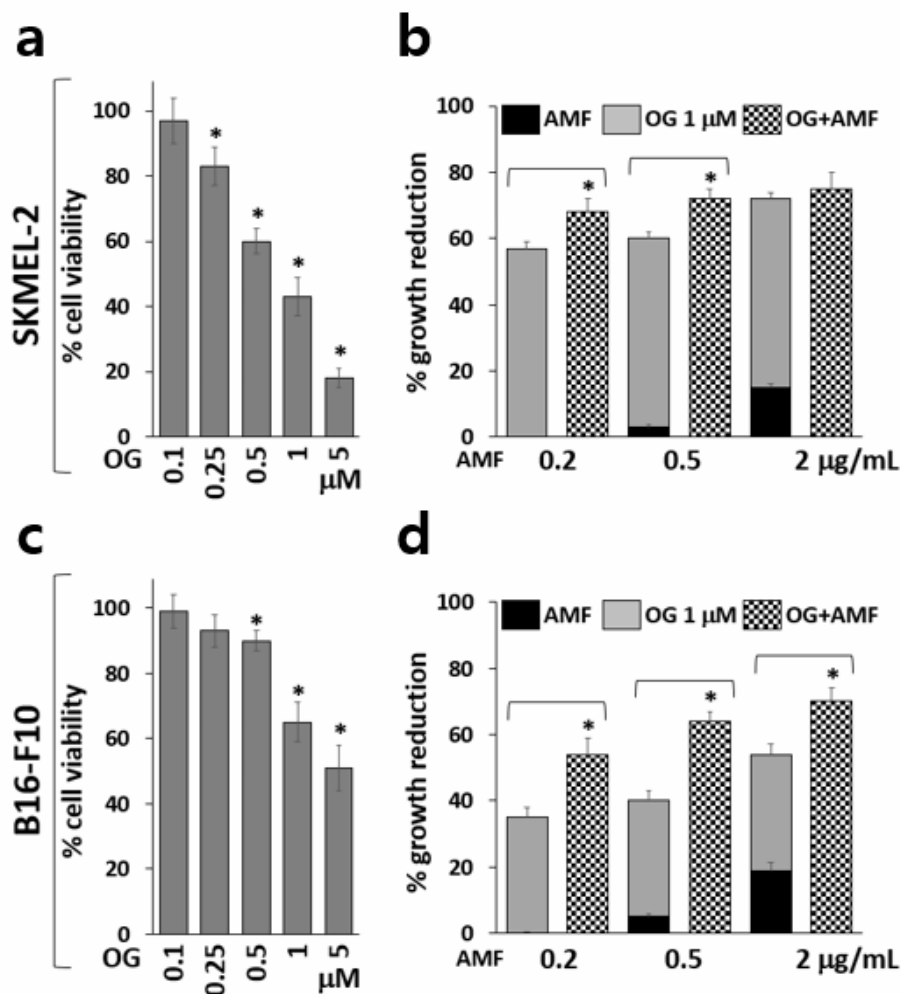 a
SKMEL-2
% cell viability
100
80
60
40
20
0
* * * *
OG 0.1 0.25 0.5 1 5
μM
b
% growth reduction
100
80
60
40
20
0
AMF OG 1 μM OG+AMF
* *
AMF 0.2 0.5 2 μg/mL
c
B16-F10
% cell viability
100
80
60
40
20
0
* * *
OG 0.1 0.25 0.5 1 5
μM
d
% growth reduction
100
80
60
40
20
0
AMF OG 1 μM OG+AMF
* * *
AMF 0.2 0.5 2 μg/mL